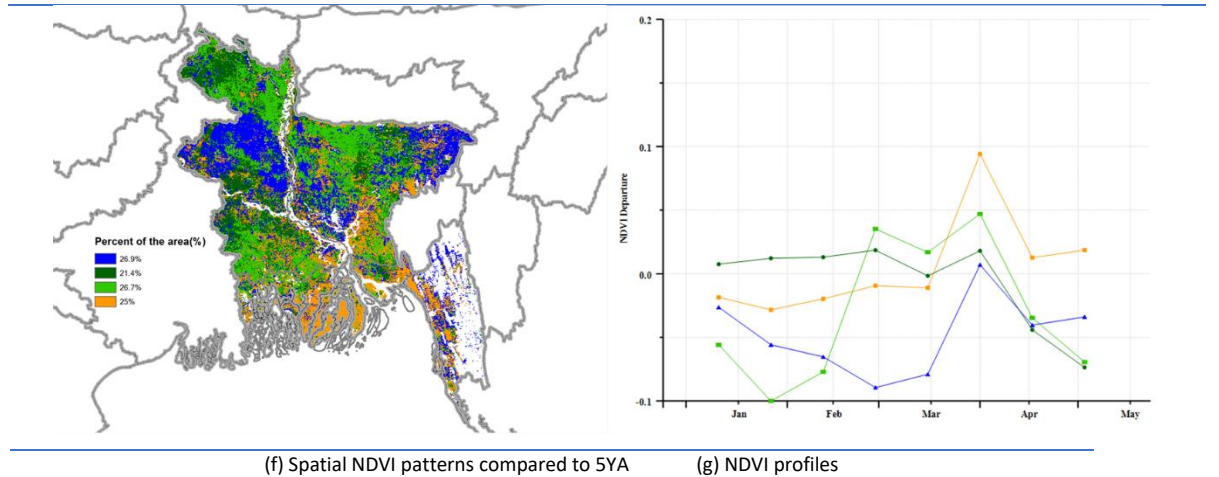 Percent of the area(%)
26.9%
21.4%
26.7%
25%
0.2
0.1
0.0
-0.1
NDVI Departure
Jan Feb Mar Apr May
(f) Spatial NDVI patterns compared to 5YA (g) NDVI profiles